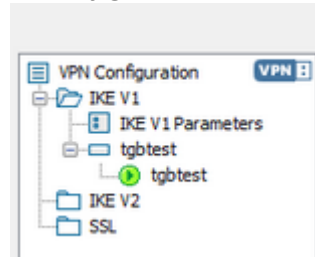 VPN Configuration VPN
IKE V1
IKE V1 Parameters
tgbtest
tgbtest
IKE V2
SSL